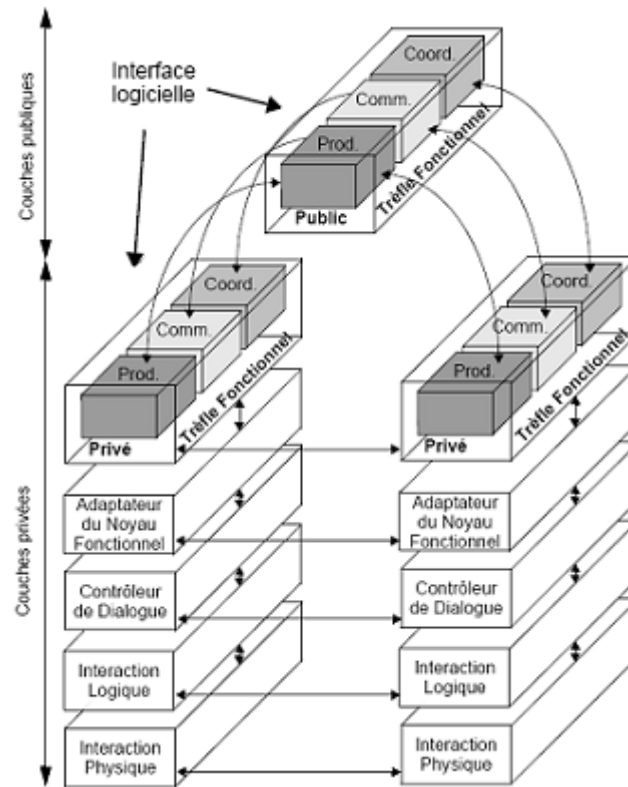 Couches publiques
Interface
logicielle
Coord.
Comm.
Prod.
Public
Trèfle Fonctionnel
Couches privées
Coord.
Comm.
Prod.
Privé
Trèfle Fonctionnel
Coord.
Comm.
Prod.
Privé
Trèfle Fonctionnel
Adaptateur
du Noyau
Fonctionnel
Adaptateur
du Noyau
Fonctionnel
Contrôleur
de Dialogue
Contrôleur
de Dialogue
Interaction
Logique
Interaction
Logique
Interaction
Physique
Interaction
Physique